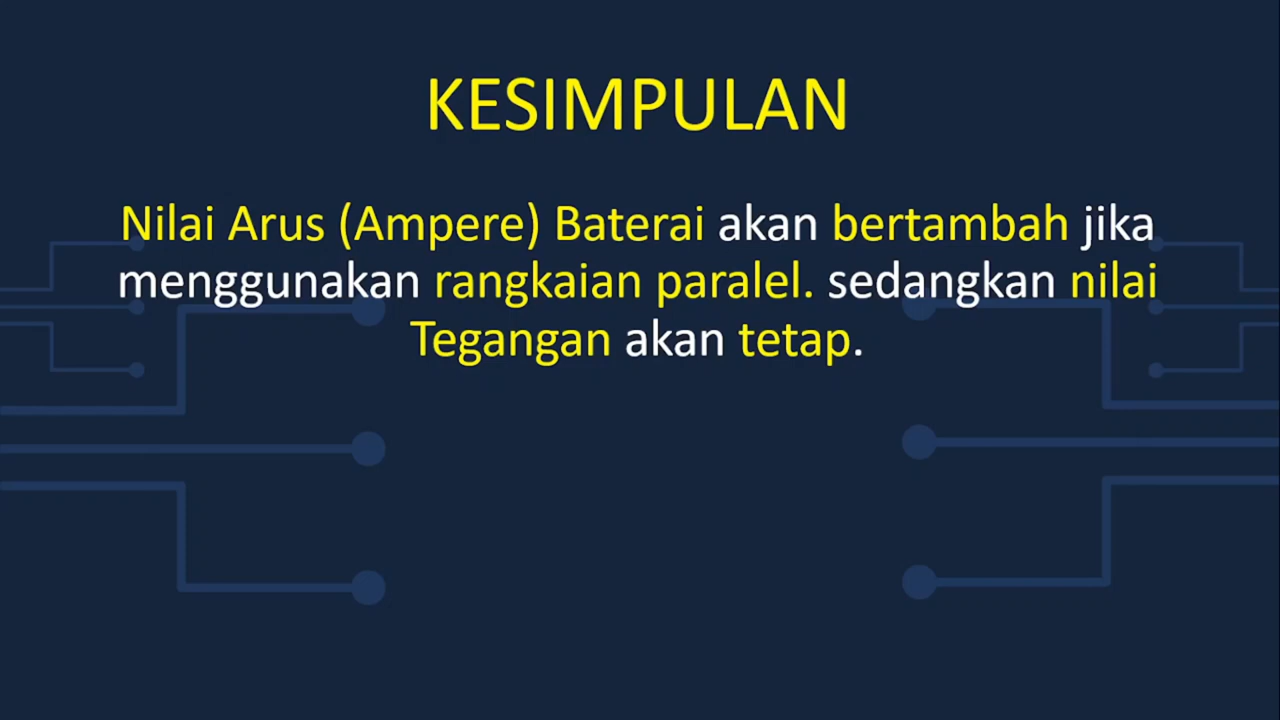 KESIMPULAN
Nilai Arus (Ampere) Baterai akan bertambah jika
menggunakan rangkaian paralel. sedangkan nilai
Tegangan akan tetap.